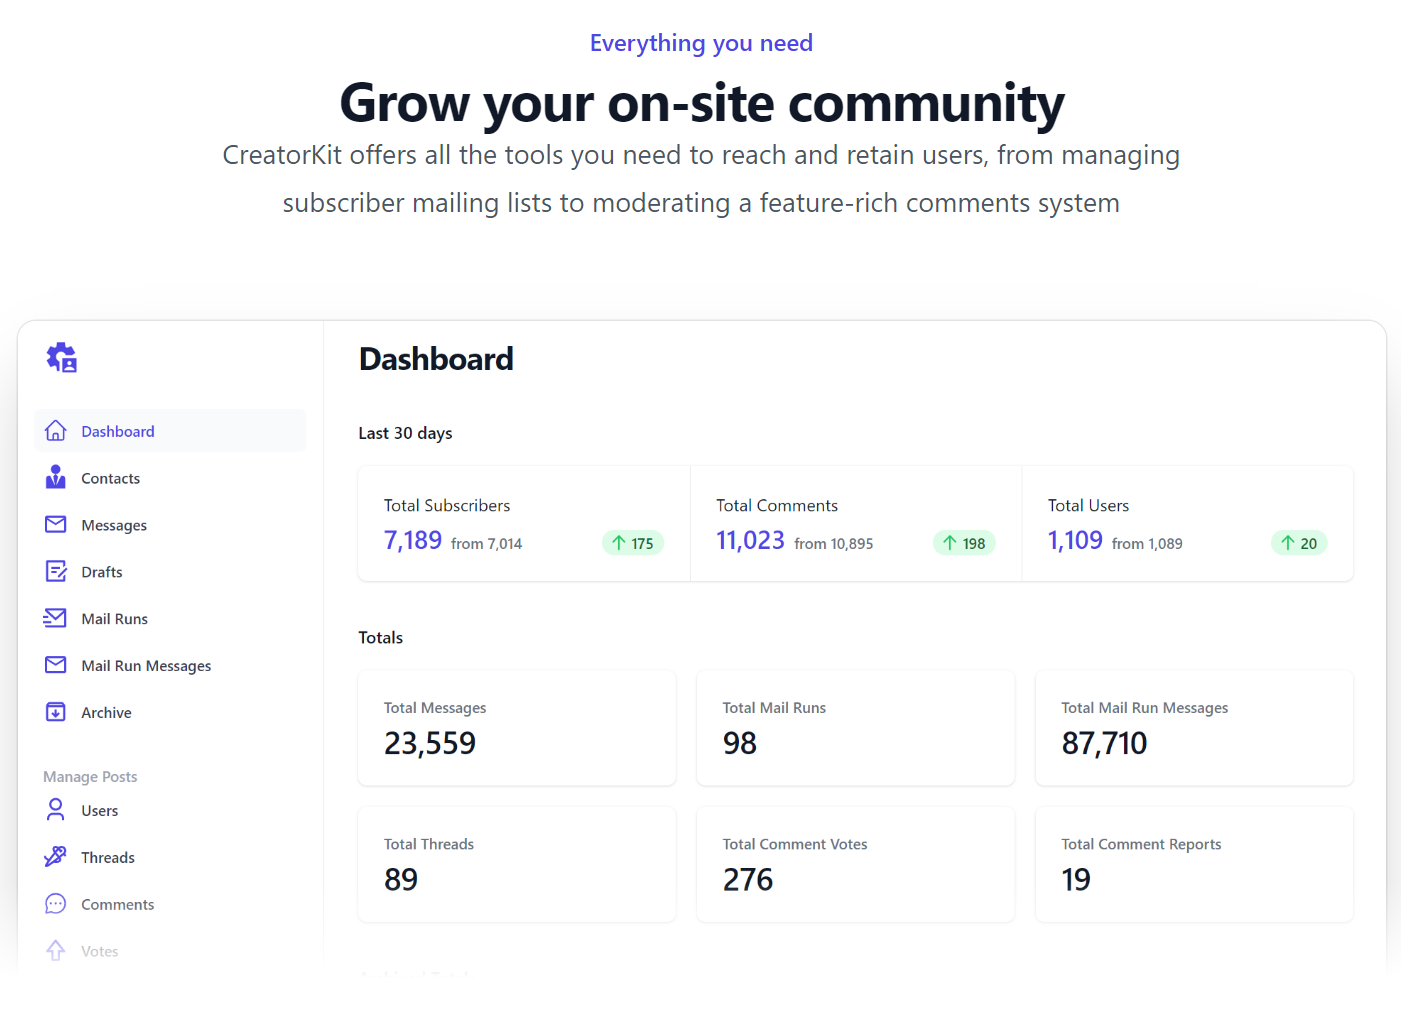 Everything you need
Grow your on-site community
CreatorKit offers all the tools you need to reach and retain users, from managing
subscriber mailing lists to moderating a feature-rich comments system
Dashboard
Contacts
Messages
Drafts
Mail Runs
Mail Run Messages
Archive
Manage Posts
Users
Threads
Comments
Votes
Dashboard
Last 30 days
Total Subscribers
7,189 from 7,014
175
Total Comments
11,023 from 10,895
198
Total Users
1,109 from 1,089
20
Totals
Total Messages
23,559
Total Mail Runs
98
Total Mail Run Messages
87,710
Total Threads
89
Total Comment Votes
276
Total Comment Reports
19